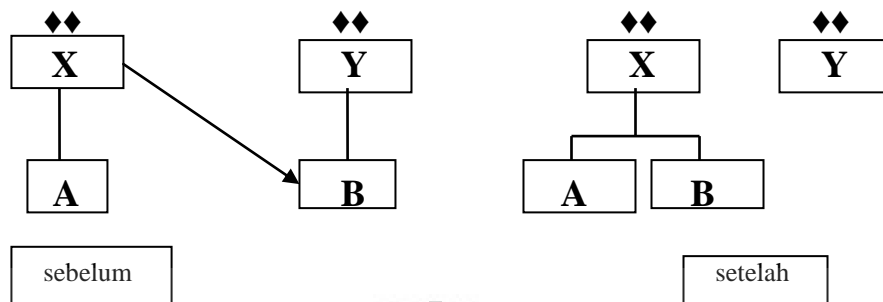 ♦♦ ♦♦ ♦♦ ♦♦
X Y X Y
A B A B
sebelum setelah